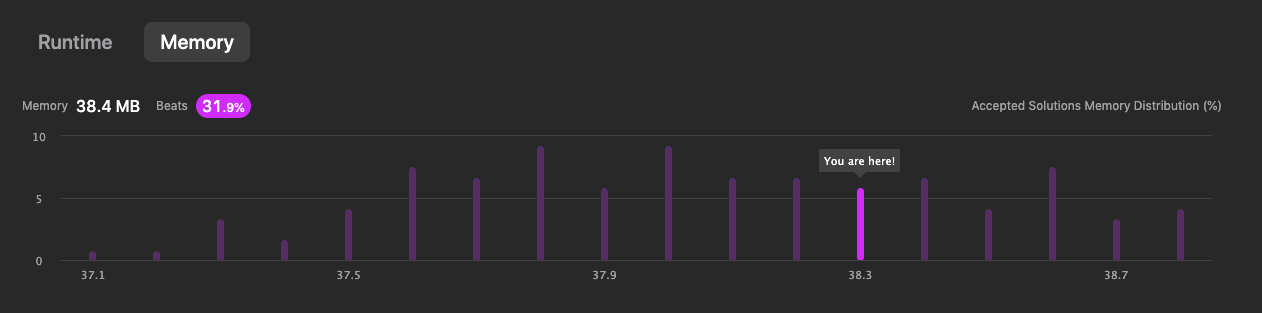 Runtime Memory
Memory 38.4 MB Beats 31.9% Accepted Solutions Memory Distribution (%)
10
You are here!
5
0
37.1 37.5 37.9 38.3 38.7